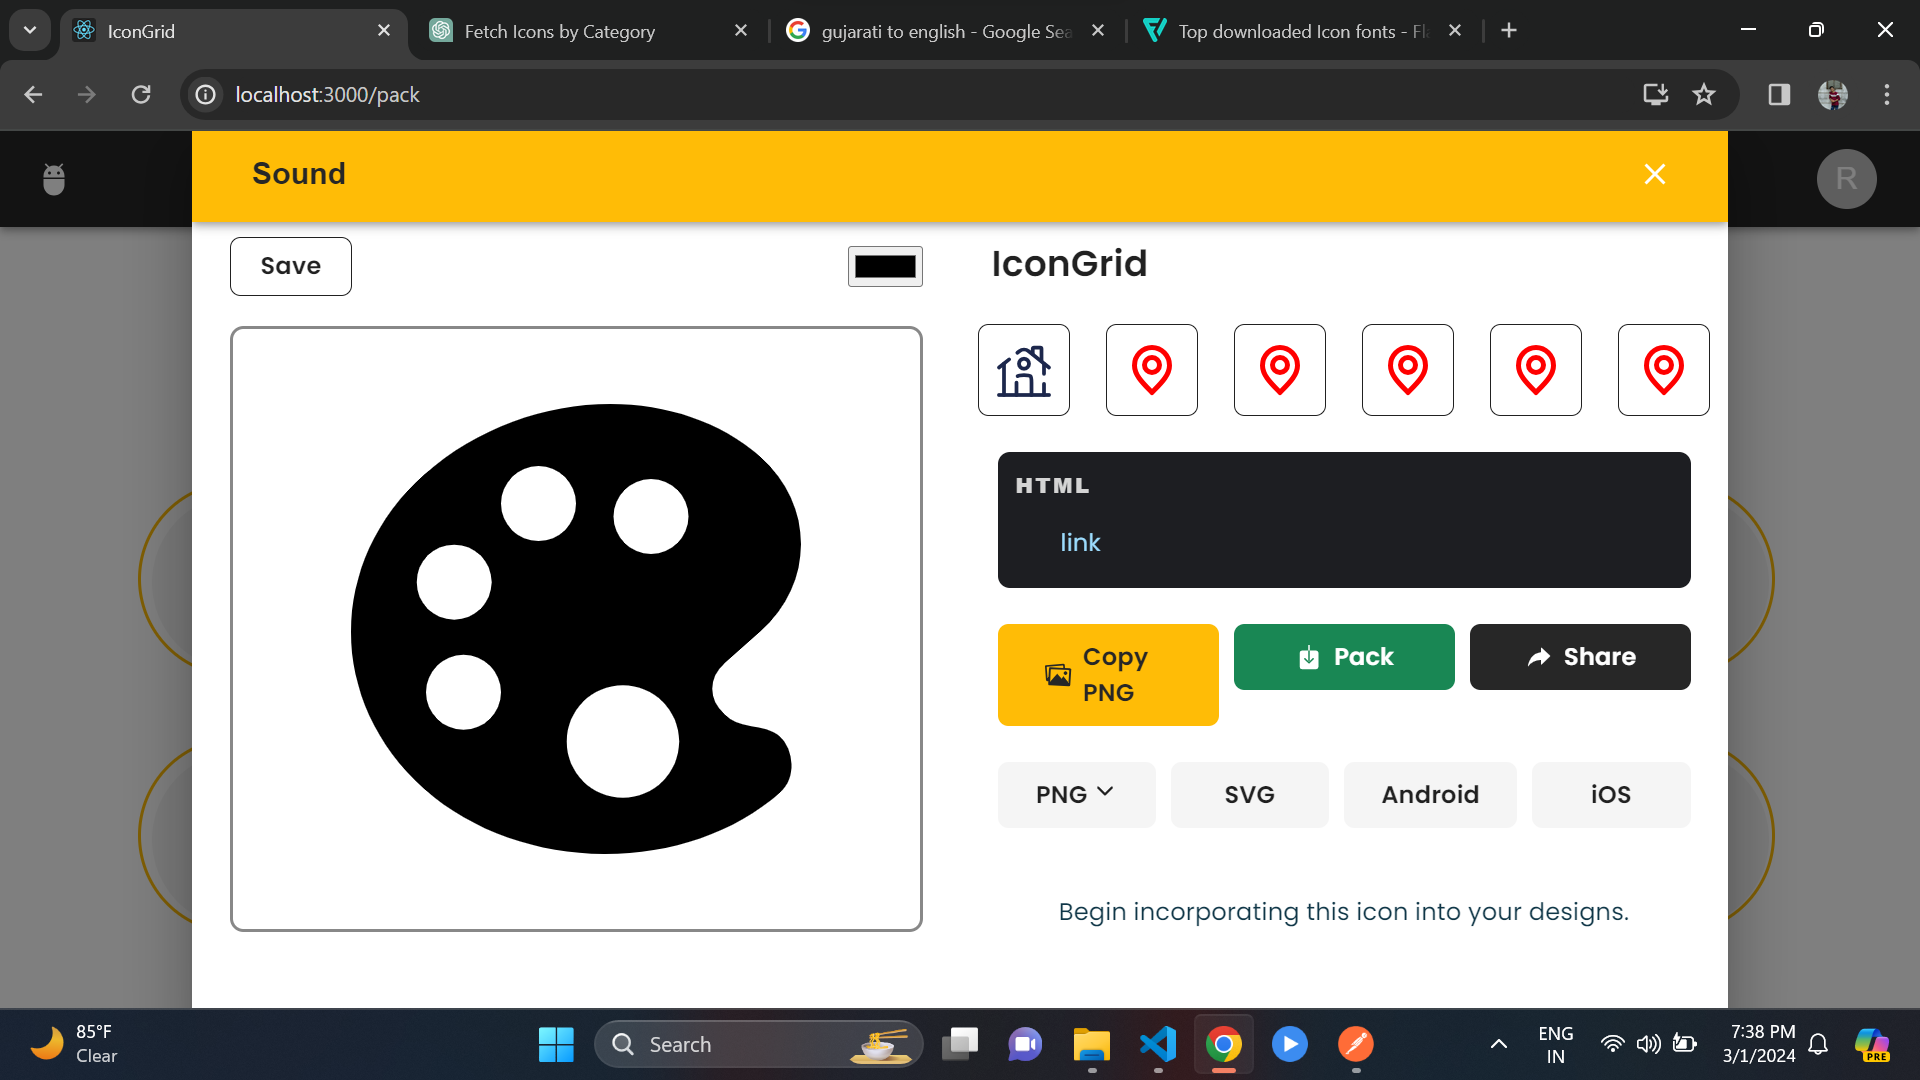 IconGrid
Fetch Icons by Category
gujarati to english - Google Sea
Top downloaded Icon fonts - Fla
localhost:3000/pack
R
Sound
Save
IconGrid
HTML
link
Copy
PNG
Pack
Share
PNG
SVG
Android
iOS
Begin incorporating this icon into your designs.
85°F
Clear
Search
ENG
IN
7:38 PM
3/1/2024
PRE